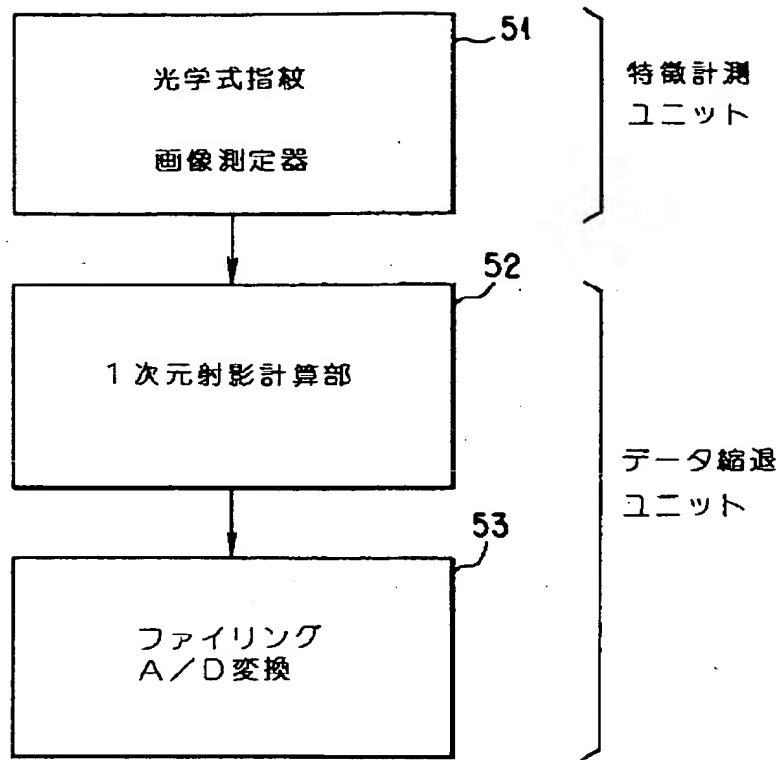 51
光学式指紋
画像測定器
特徴計測
ユニット
52
1次元射影計算部
データ縮退
ユニット
53
ファイリング
A/D変換